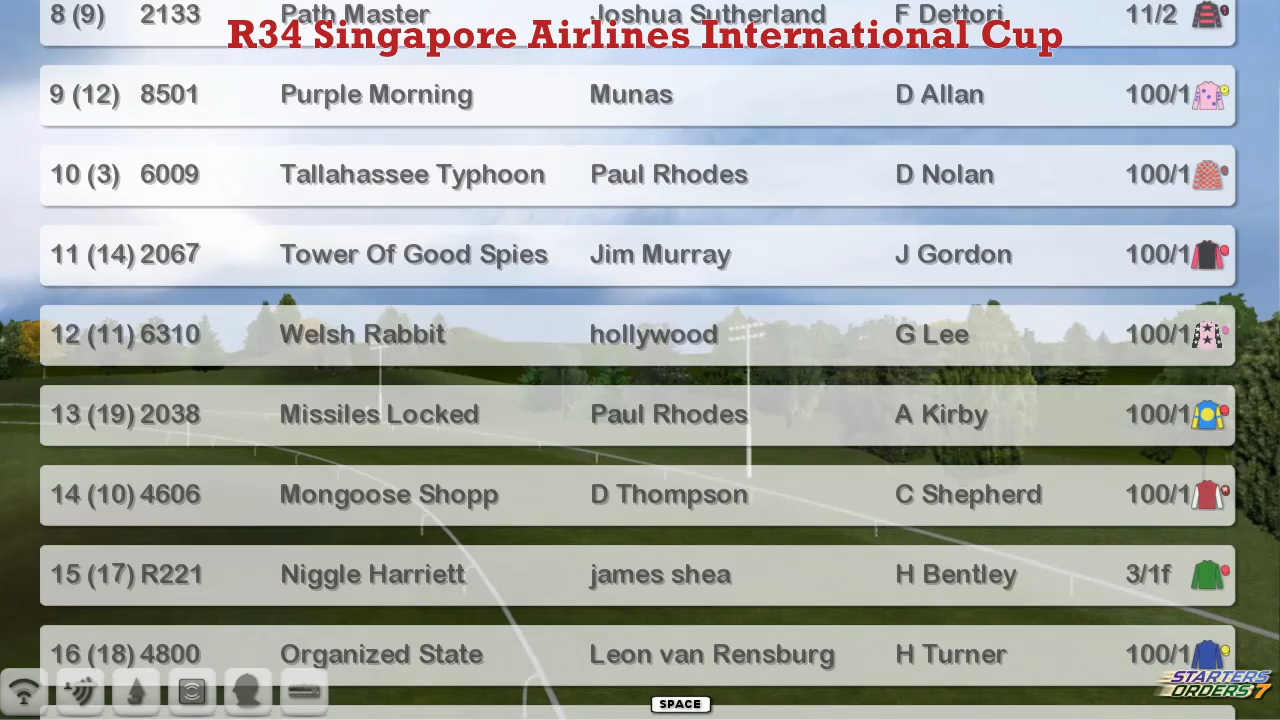 8 (9) 2133 Path Master Joshua Sutherland F Dettori 11/2
R34 Singapore Airlines International Cup
9 (12) 8501 Purple Morning Munas D Allan 100/1
10 (3) 6009 Tallahassee Typhoon Paul Rhodes D Nolan 100/1
11 (14) 2067 Tower Of Good Spies Jim Murray J Gordon 100/1
12 (11) 6310 Welsh Rabbit hollywood G Lee 100/1
13 (19) 2038 Missiles Locked Paul Rhodes A Kirby 100/1
14 (10) 4606 Mongoose Shopp D Thompson C Shepherd 100/1
15 (17) R221 Niggle Harriett james shea H Bentley 3/1f
16 (18) 4800 Organized State Leon van Rensburg H Turner 100/1
STARTERS
ORDERS 7
SPACE